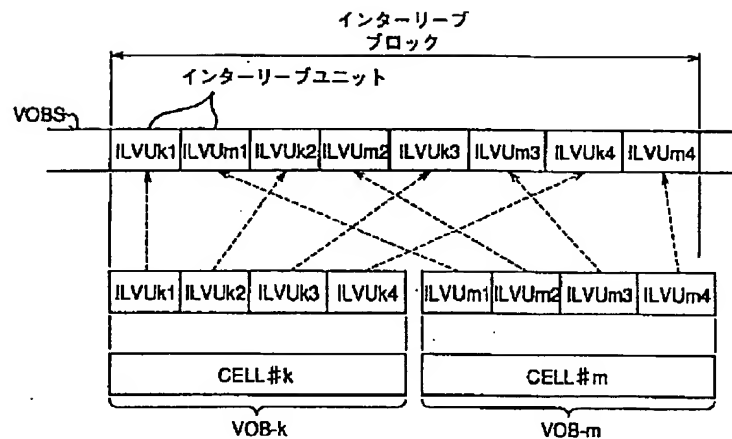 インターリーブ
ブロック
インターリーブユニット
VOBS
ILVUk1 ILVUm1 ILVUk2 ILVUm2 ILVUk3 ILVUm3 ILVUk4 ILVUm4
ILVUk1 ILVUk2 ILVUk3 ILVUk4 ILVUm1 ILVUm2 ILVUm3 ILVUm4
CELL#k CELL#m
VOB-k VOB-m